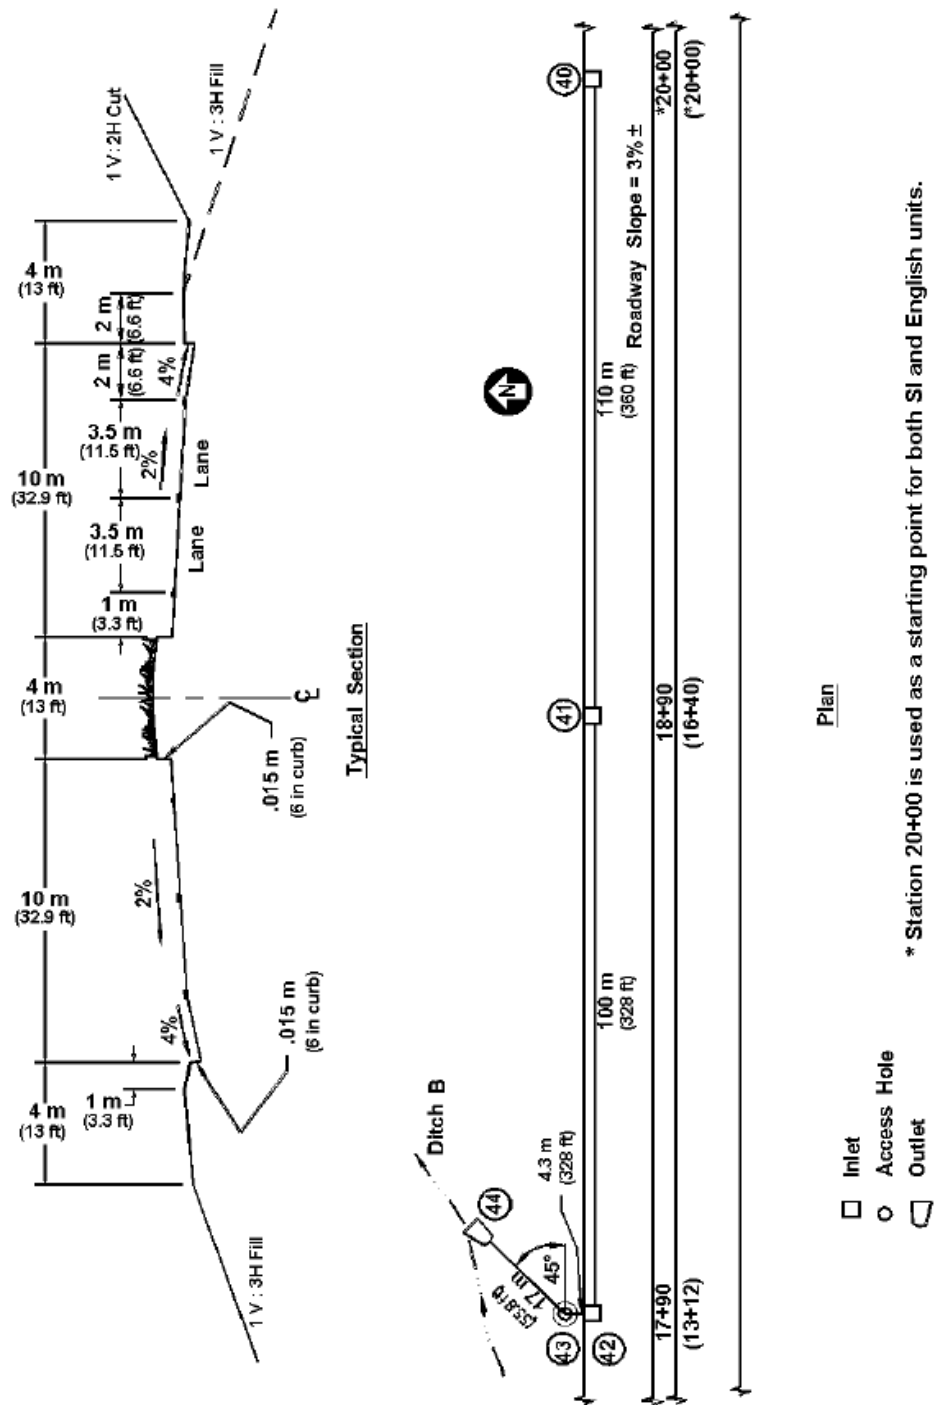 1 V : 3H Fill
4 m
(13 ft)
1 m
(3.3 ft)
4%
.015 m
(6 in curb)
10 m
(32.9 ft)
2%
.015 m
(6 in curb)
4 m
(13 ft)
C L
1 m
(3.3 ft)
10 m
(32.9 ft)
3.5 m
(11.5 ft)
Lane
3.5 m
(11.5 ft)
2%
Lane
2 m
(6.6 ft)
4%
2 m
(6.6 ft)
4 m
(13 ft)
1 V : 2H Cut
1 V : 3H Fill
Typical Section
Ditch B
44
17 m
(55.8 ft)
45°
4.3 m
(328 ft)
43
42
41
40
N
100 m
(328 ft)
110 m
(360 ft)
Roadway Slope = 3% ±
17+90
(13+12)
18+90
(16+40)
*20+00
(*20+00)
Plan
Inlet
Access Hole
Outlet
* Station 20+00 is used as a starting point for both SI and English units.